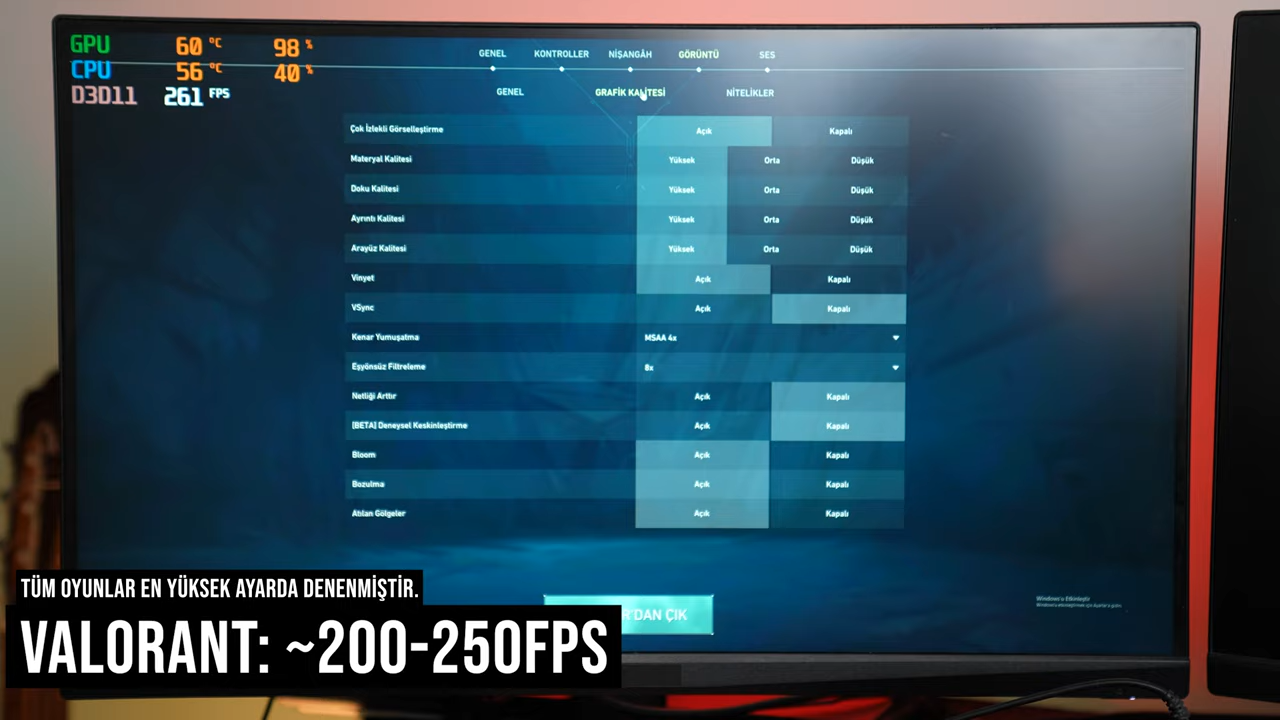 GPU 60 °C 98 %
CPU 56 °C 40 %
D3D11 261 FPS
GENEL KONTROLLER NİŞANGÂH GÖRÜNTÜ SES
GENEL GRAFİK KALİTESİ NİTELİKLER
Çok İzlekli Görselleştirme Açık Kapalı
Materyal Kalitesi Yüksek Orta Düşük
Doku Kalitesi Yüksek Orta Düşük
Ayrıntı Kalitesi Yüksek Orta Düşük
Arayüz Kalitesi Yüksek Orta Düşük
Vinyet Açık Kapalı
VSync Açık Kapalı
Kenar Yumuşatma MSAA 4x
Eşyönsüz Filtreleme 8x
Netliği Arttır Açık Kapalı
[BETA] Deneysel Keskinleştirme Açık Kapalı
Bloom Açık Kapalı
Bozulma Açık Kapalı
Atılan Gölgeler Açık Kapalı
DAN ÇIK
Windows'u Etkinleştir
TÜM OYUNLAR EN YÜKSEK AYARDA DENENMİŞTİR.
VALORANT: ~200-250FPS